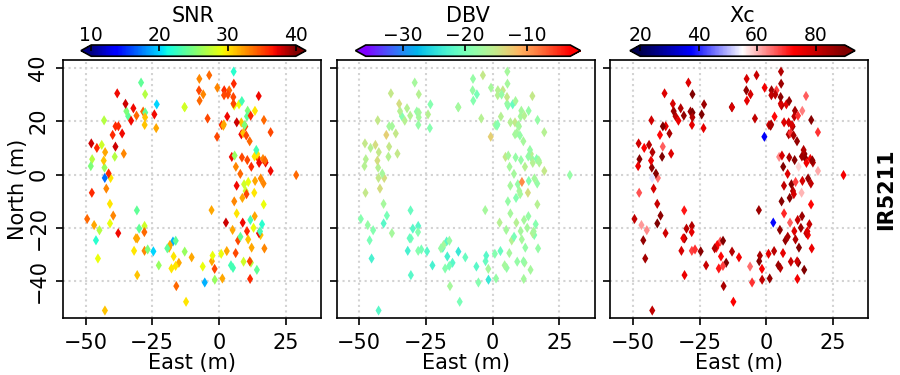 SNR DBV Xc
10 20 30 40 −30 −20 −10 20 40 60 80
North (m)
40
20
0
−20
−40
−50 −25 0 25 −50 −25 0 25 −50 −25 0 25
East (m) East (m) East (m)
IR5211